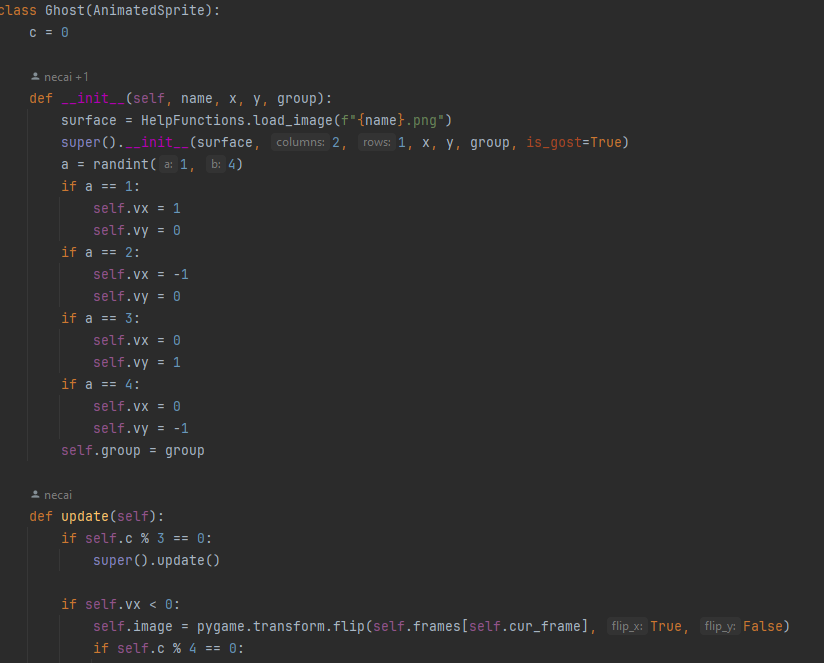 class Ghost(AnimatedSprite):
    c = 0
    necai +1
    def __init__(self, name, x, y, group):
        surface = HelpFunctions.load_image(f"{name}.png")
        super().__init__(surface, columns: 2, rows: 1, x, y, group, is_gost=True)
        a = randint( a: 1, b: 4)
        if a == 1:
            self.vx = 1
            self.vy = 0
        if a == 2:
            self.vx = -1
            self.vy = 0
        if a == 3:
            self.vx = 0
            self.vy = 1
        if a == 4:
            self.vx = 0
            self.vy = -1
        self.group = group
    necai
    def update(self):
        if self.c % 3 == 0:
            super().update()
        if self.vx < 0:
            self.image = pygame.transform.flip(self.frames[self.cur_frame], flip_x: True, flip_y: False)
            if self.c % 4 == 0: